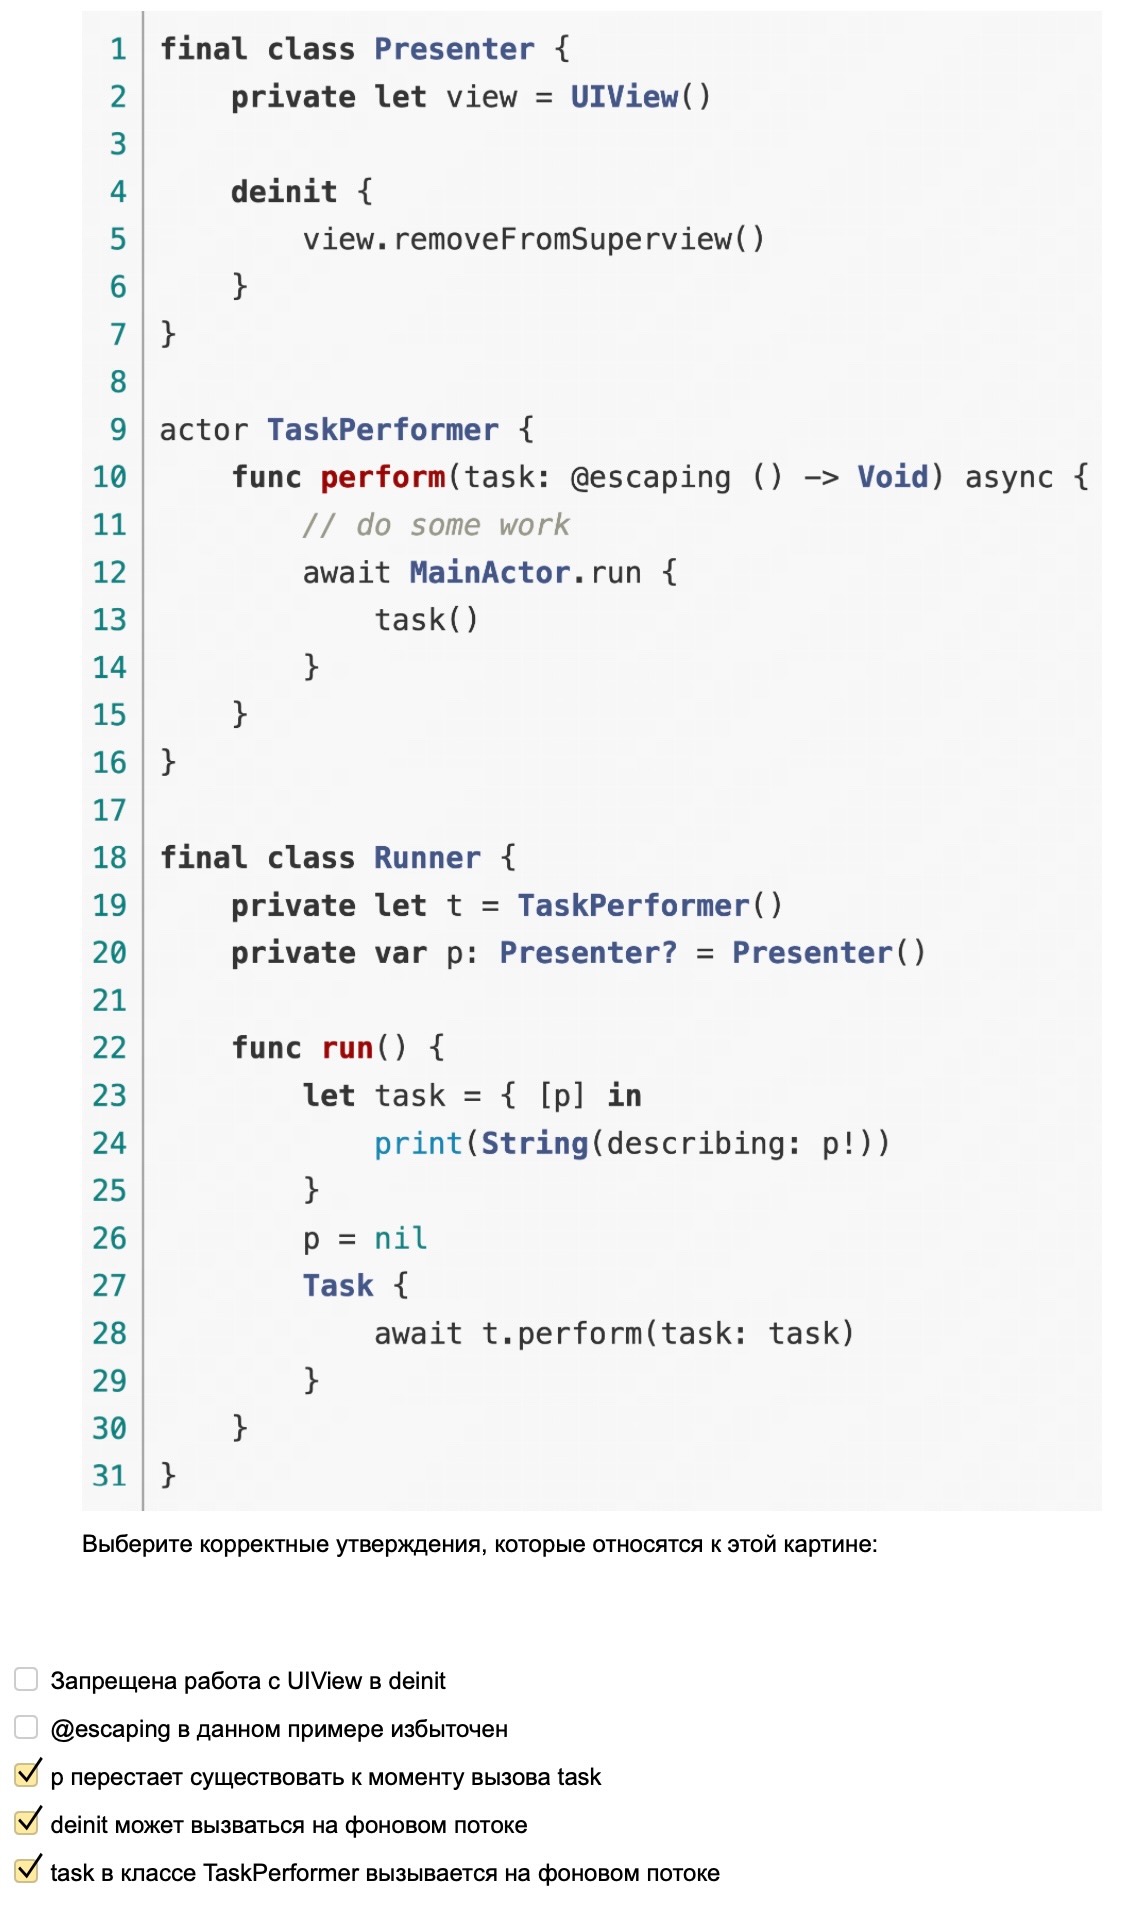 1 final class Presenter {
2 private let view = UIView()
3
4 deinit {
5 view.removeFromSuperview()
6 }
7 }
8
9 actor TaskPerformer {
10 func perform(task: @escaping () -> Void) async {
11 // do some work
12 await MainActor.run {
13 task()
14 }
15 }
16 }
17
18 final class Runner {
19 private let t = TaskPerformer()
20 private var p: Presenter? = Presenter()
21
22 func run() {
23 let task = { [p] in
24 print(String(describing: p!))
25 }
26 p = nil
27 Task {
28 await t.perform(task: task)
29 }
30 }
31 }
Выберите корректные утверждения, которые относятся к этой картине:
Запрещена работа с UIView в deinit
@escaping в данном примере избыточен
p перестает существовать к моменту вызова task
deinit может вызваться на фоновом потоке
task в классе TaskPerformer вызывается на фоновом потоке